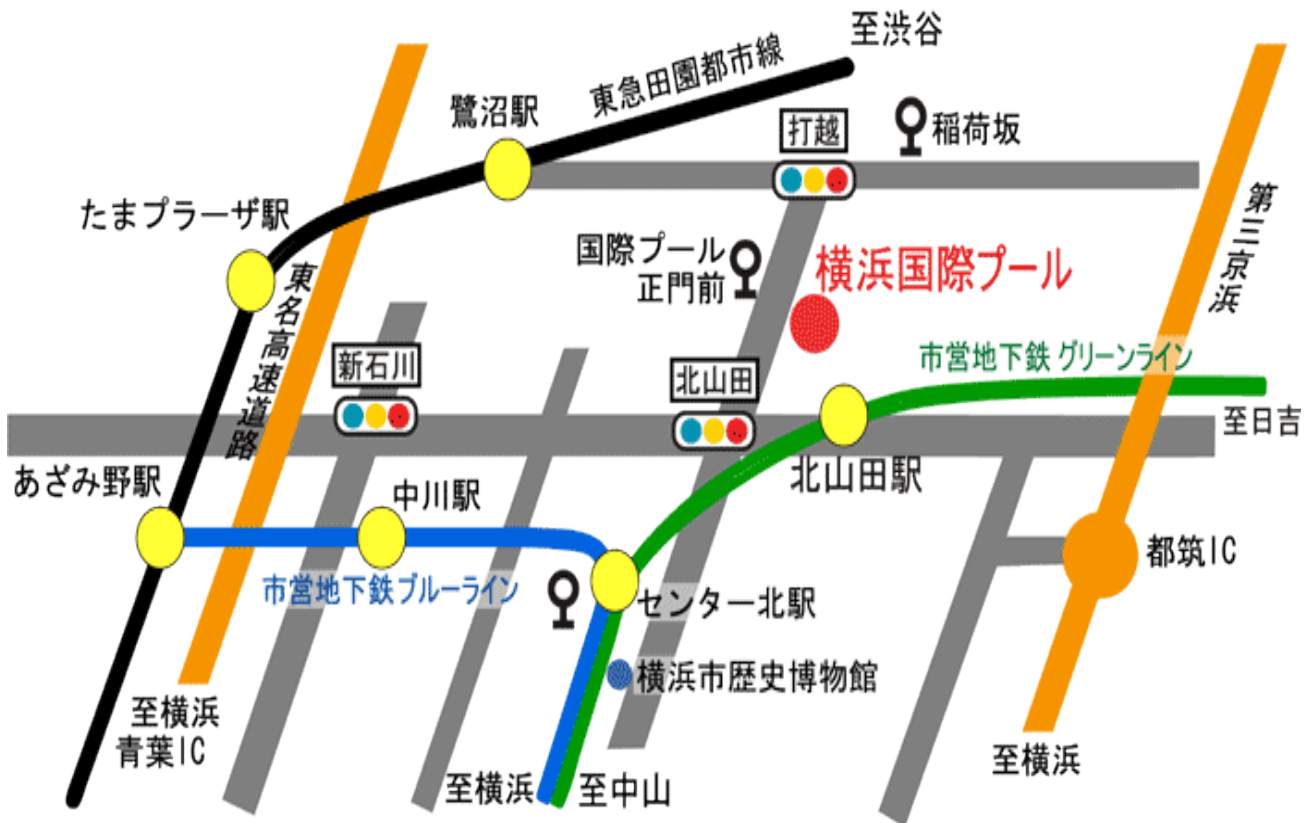 至渋谷
東急田園都市線
鷺沼駅
打越
稲荷坂
たまプラーザ駅
第三京浜
国際プール
正門前
横浜国際プール
東名高速道路
新石川
北山田
市営地下鉄 グリーンライン
至日吉
あざみ野駅
中川駅
北山田駅
都筑IC
市営地下鉄ブルーライン
センター北駅
横浜市歴史博物館
至横浜
青葉IC
至横浜
至中山
至横浜